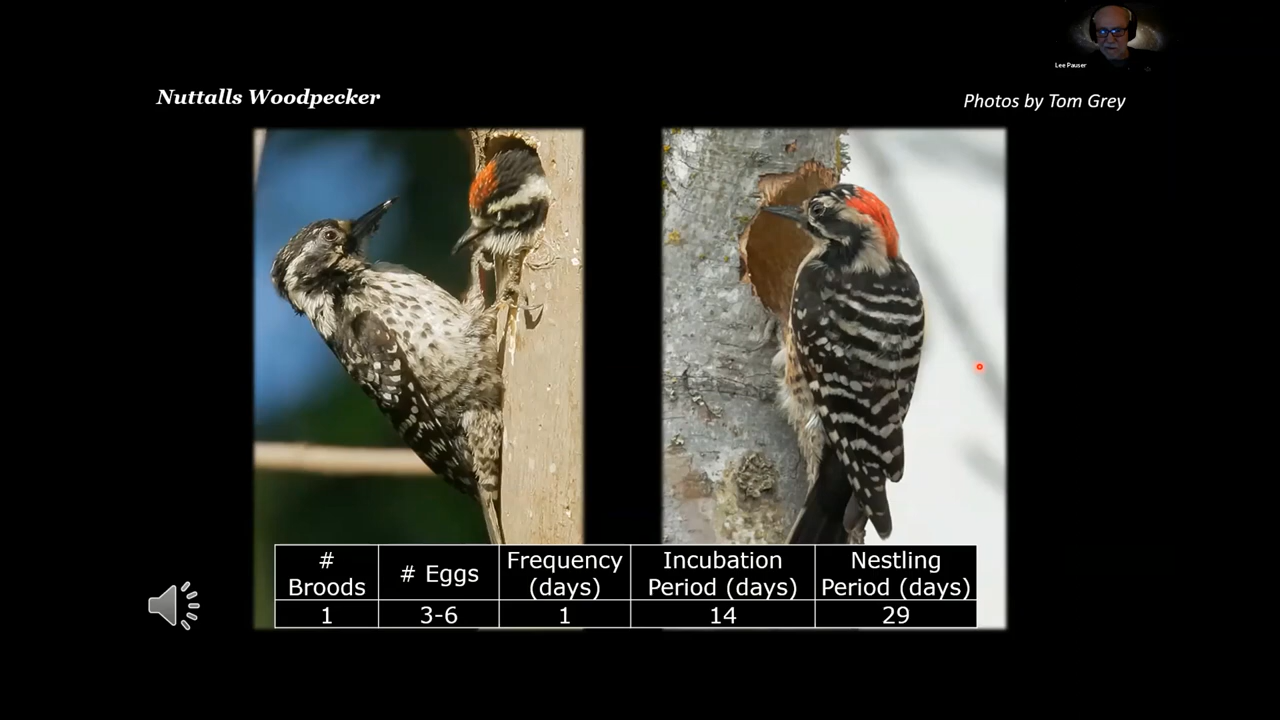 Lee Pauser
Nuttalls Woodpecker
Photos by Tom Grey
# Broods
# Eggs
Frequency (days)
Incubation Period (days)
Nestling Period (days)
1
3-6
1
14
29